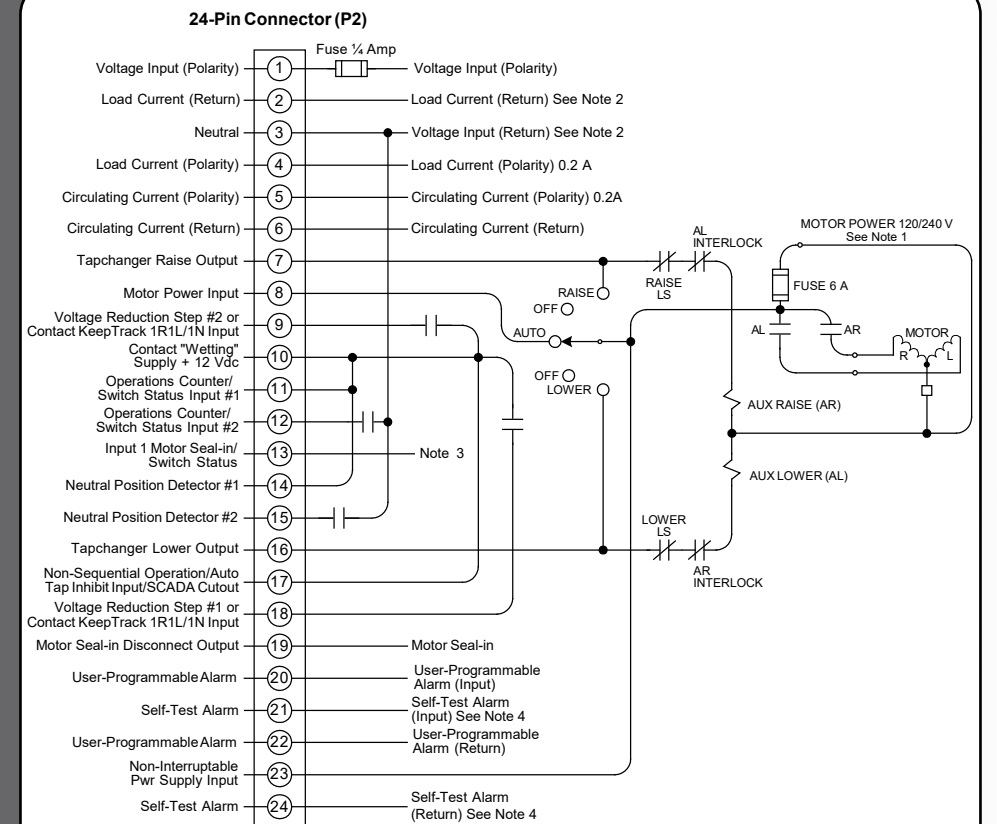 24-Pin Connector (P2)
Fuse ¼ Amp
Voltage Input (Polarity)
1
Voltage Input (Polarity)
Load Current (Return)
2
Load Current (Return) See Note 2
Neutral
3
Voltage Input (Return) See Note 2
Load Current (Polarity)
4
Load Current (Polarity) 0.2 A
Circulating Current (Polarity)
5
Circulating Current (Polarity) 0.2A
Circulating Current (Return)
6
Circulating Current (Return)
Tapchanger Raise Output
7
Motor Power Input
8
Voltage Reduction Step #2 or
Contact KeepTrack 1R1L/1N Input
9
Contact "Wetting"
Supply + 12 Vdc
10
Operations Counter/
Switch Status Input #1
11
Operations Counter/
Switch Status Input #2
12
Input 1 Motor Seal-in/
Switch Status
13
Note 3
Neutral Position Detector #1
14
Neutral Position Detector #2
15
Tapchanger Lower Output
16
Non-Sequential Operation/Auto
Tap Inhibit Input/SCADA Cutout
17
Voltage Reduction Step #1 or
Contact KeepTrack 1R1L/1N Input
18
Motor Seal-in Disconnect Output
19
Motor Seal-in
User-Programmable Alarm
20
User-Programmable
Alarm (Input)
Self-Test Alarm
21
Self-Test Alarm
(Input) See Note 4
User-Programmable Alarm
22
User-Programmable
Alarm (Return)
Non-Interruptable
Pwr Supply Input
23
Self-Test Alarm
24
Self-Test Alarm
(Return) See Note 4
RAISE
OFF
AUTO
OFF
LOWER
RAISE
LS
AL
INTERLOCK
MOTOR POWER 120/240 V
See Note 1
FUSE 6 A
AL
AR
MOTOR
R
L
AUX RAISE (AR)
AUX LOWER (AL)
LOWER
LS
AR
INTERLOCK